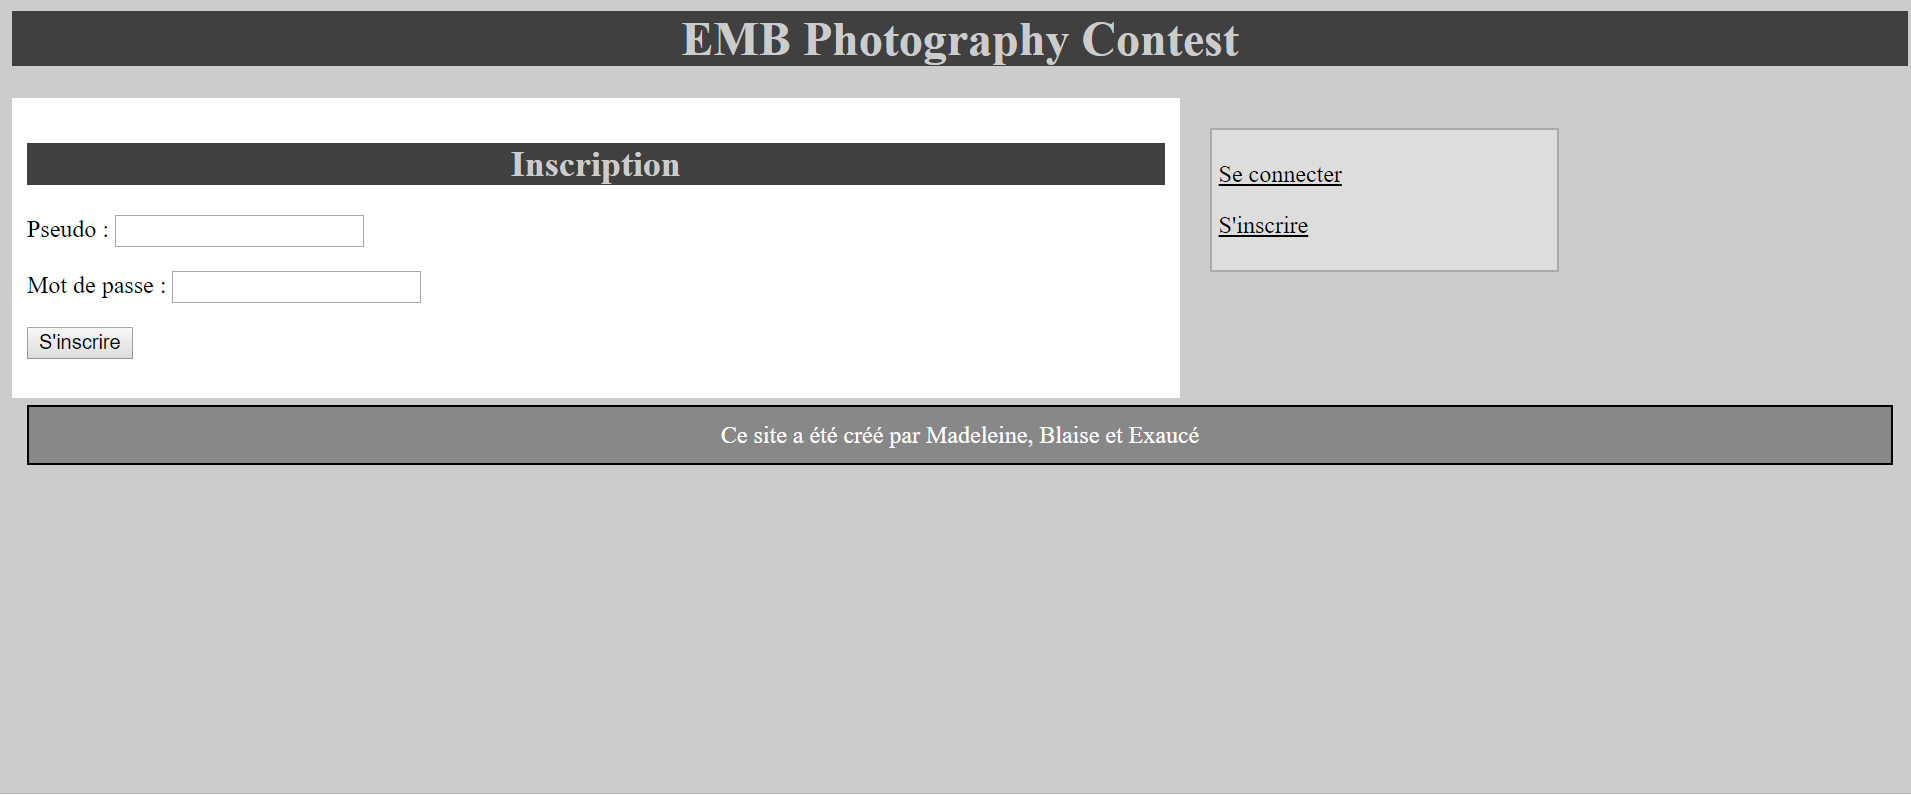 EMB Photography Contest
Inscription
Pseudo :
Mot de passe :
S'inscrire
Se connecter
S'inscrire
Ce site a été créé par Madeleine, Blaise et Exaucé